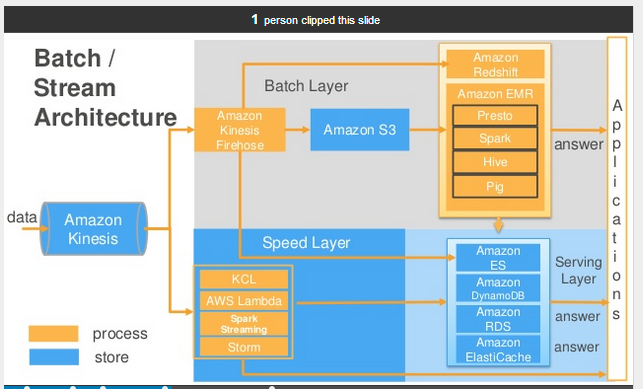 1 person clipped this slide
Batch /
Stream
Architecture
Batch Layer
Amazon
Redshift
Amazon EMR
Presto
Spark
Hive
Pig
Amazon
Kinesis
Firehose
Amazon S3
answer
Applications
data
Amazon
Kinesis
Speed Layer
KCL
AWS Lambda
Spark
Streaming
Storm
Amazon
ES
Amazon
DynamoDB
Amazon
RDS
Amazon
ElastiCache
Serving
Layer
answer
answer
process
store